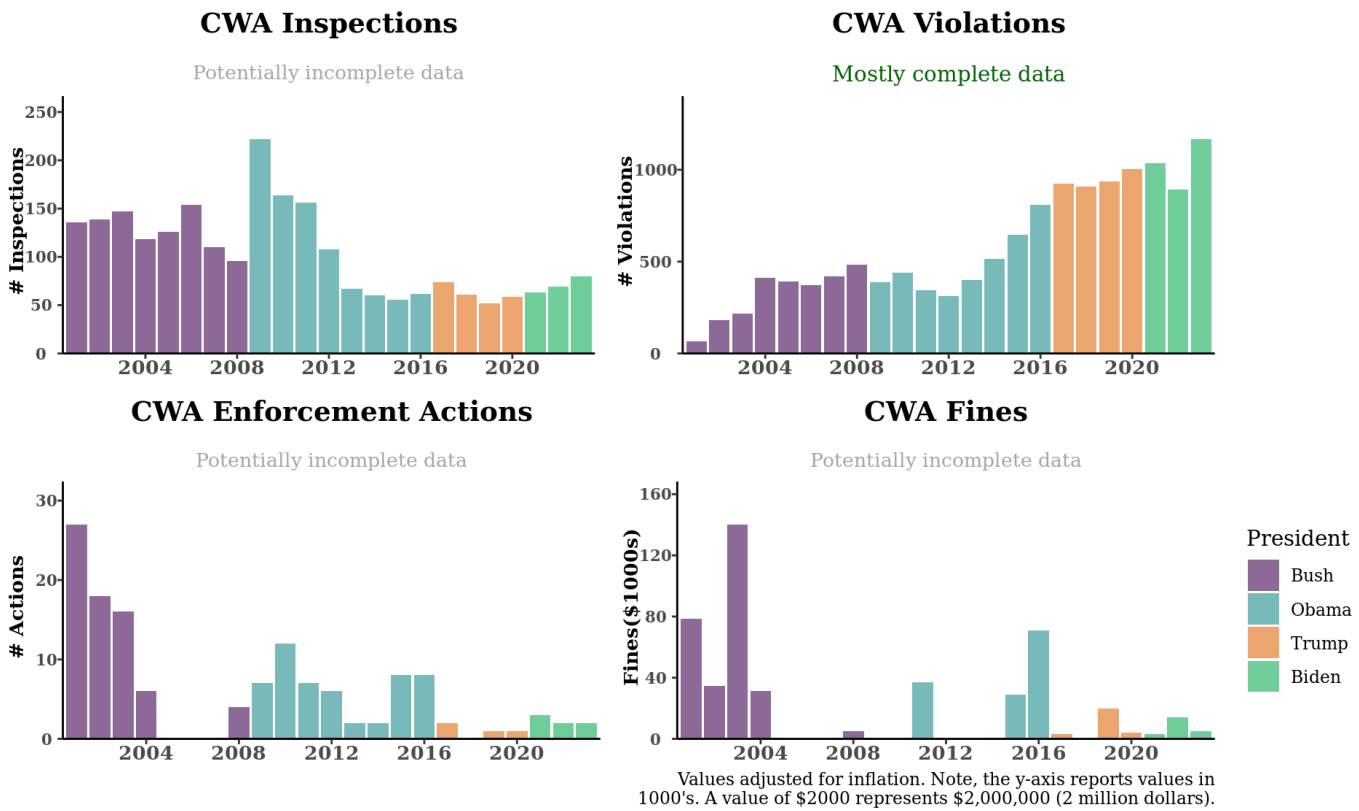 CWA Inspections
Potentially incomplete data
# Inspections
250
200
150
100
50
0
2004 2008 2012 2016 2020
CWA Violations
Mostly complete data
# Violations
1000
500
0
2004 2008 2012 2016 2020
CWA Enforcement Actions
Potentially incomplete data
# Actions
30
20
10
0
2004 2008 2012 2016 2020
CWA Fines
Potentially incomplete data
Fines($1000s)
160
120
80
40
0
2004 2008 2012 2016 2020
President
Bush
Obama
Trump
Biden
Values adjusted for inflation. Note, the y-axis reports values in
1000's. A value of $2000 represents $2,000,000 (2 million dollars).